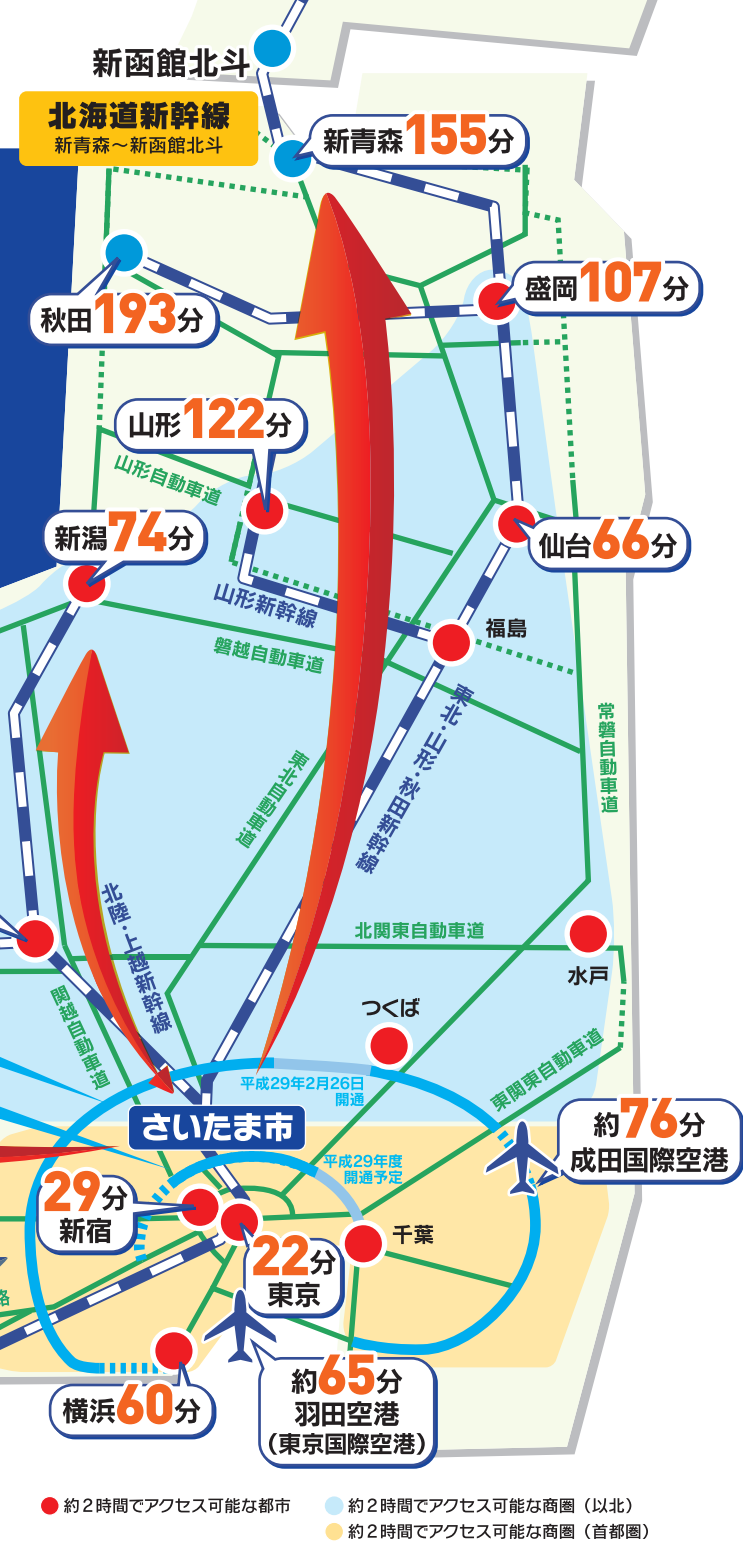 新函館北斗
北海道新幹線
新青森〜新函館北斗
新青森155分
秋田193分
盛岡107分
山形122分
山形自動車道
新潟74分
仙台66分
山形新幹線
福島
磐越自動車道
東北・山形・秋田新幹線
常磐自動車道
東北自動車道
北陸・上越新幹線
北関東自動車道
水戸
関越自動車道
つくば
東関東自動車道
平成29年2月26日
開通
さいたま市
約76分
成田国際空港
平成29年度
開通予定
29分
新宿
千葉
22分
東京
路
横浜60分
約65分
羽田空港
(東京国際空港)
約2時間でアクセス可能な都市
約2時間でアクセス可能な商圏（以北）
約2時間でアクセス可能な商圏（首都圏）